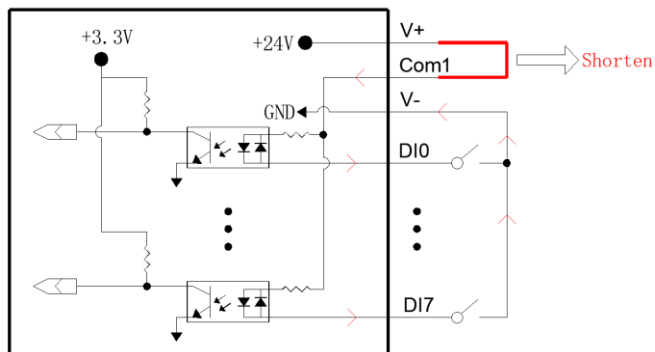 +3.3V
+24V
V+
Com1
Shorten
GND
V-
DI0
DI7